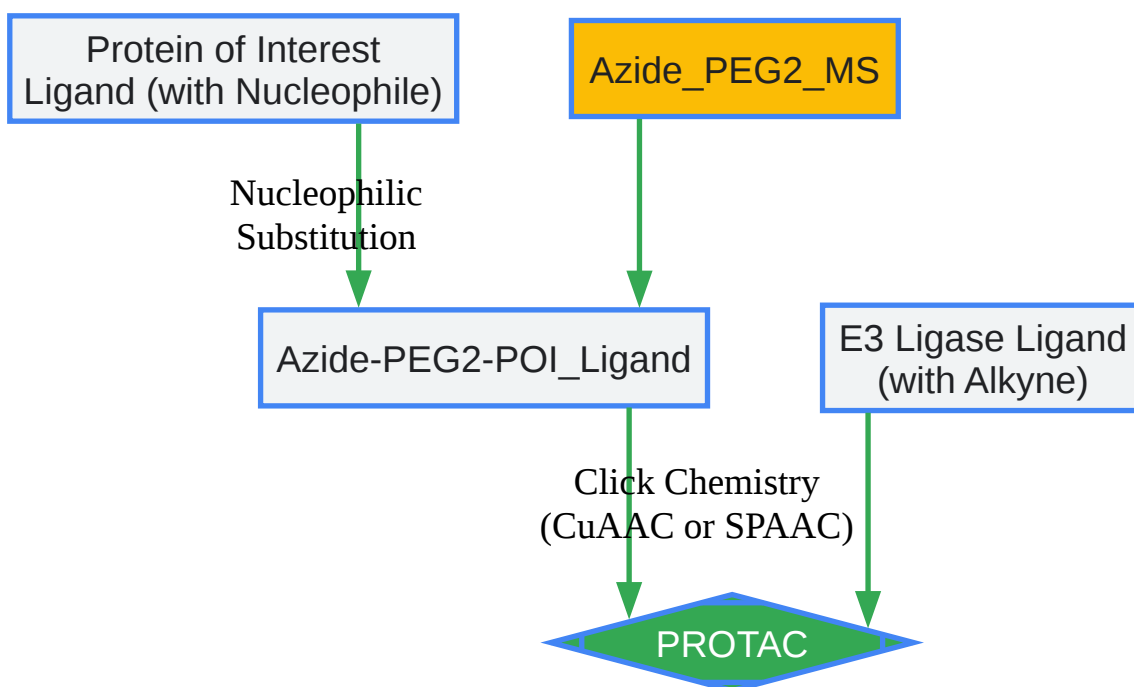 Protein of Interest
Ligand (with Nucleophile)
Azide_PEG2_MS
Nucleophilic
Substitution
Azide-PEG2-POI_Ligand
E3 Ligase Ligand
(with Alkyne)
Click Chemistry
(CuAAC or SPAAC)
PROTAC